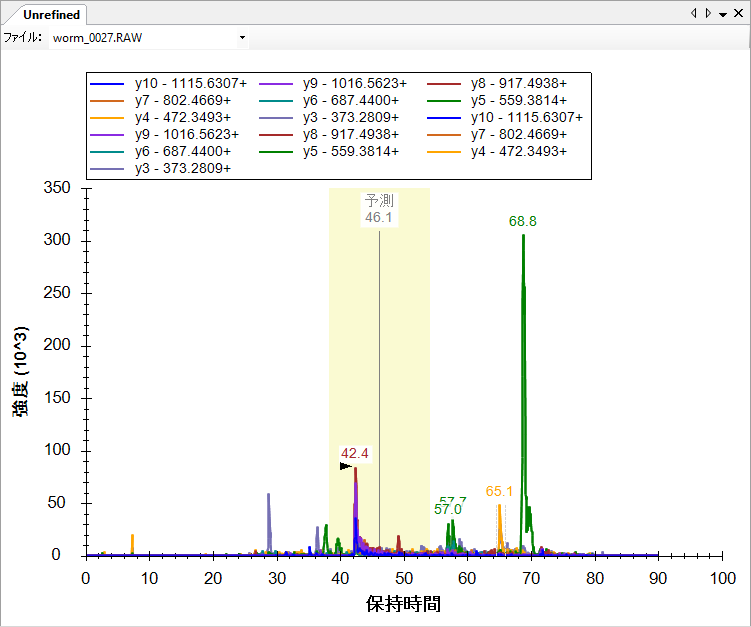 Unrefined
ファイル: worm_0027.RAW
y10 - 1115.6307+ y9 - 1016.5623+ y8 - 917.4938+
y7 - 802.4669+ y6 - 687.4400+ y5 - 559.3814+
y4 - 472.3493+ y3 - 373.2809+ y10 - 1115.6307+
y9 - 1016.5623+ y8 - 917.4938+ y7 - 802.4669+
y6 - 687.4400+ y5 - 559.3814+ y4 - 472.3493+
y3 - 373.2809+
350
予測
46.1
68.8
300
250
200
強度 (10^3)
150
100
42.4
65.1
50
57.7
57.0
0
0 10 20 30 40 50 60 70 80 90 100
保持時間